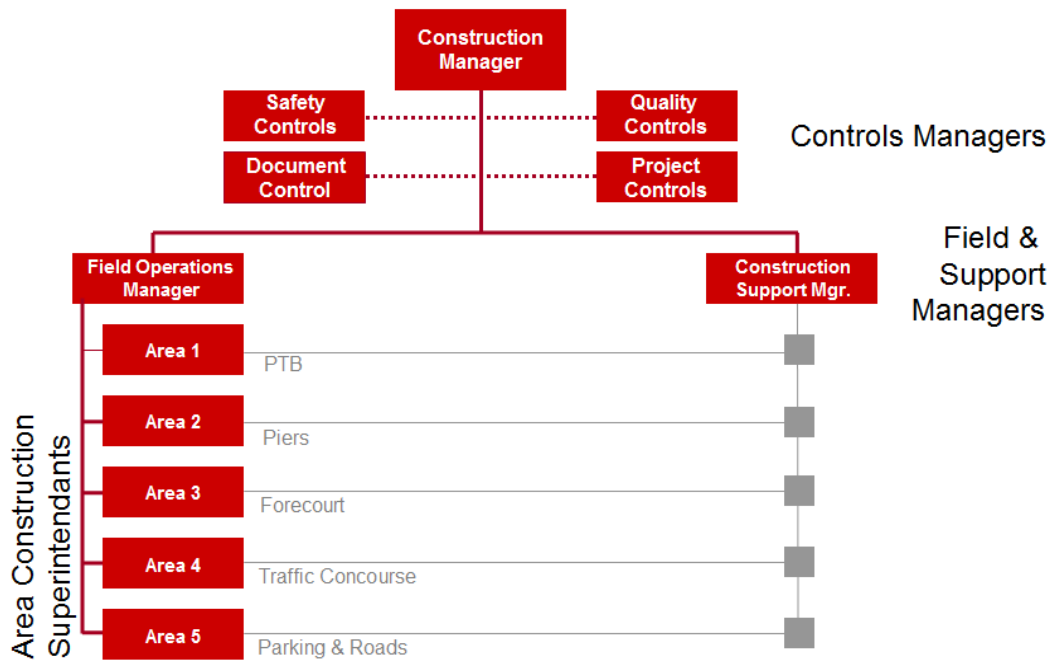 Construction
Manager
Safety
Controls
Quality
Controls
Controls Managers
Document
Control
Project
Controls
Field &
Support
Managers
Field Operations
Manager
Construction
Support Mgr.
Area Construction
Superintendants
Area 1
PTB
Area 2
Piers
Area 3
Forecourt
Area 4
Traffic Concourse
Area 5
Parking & Roads